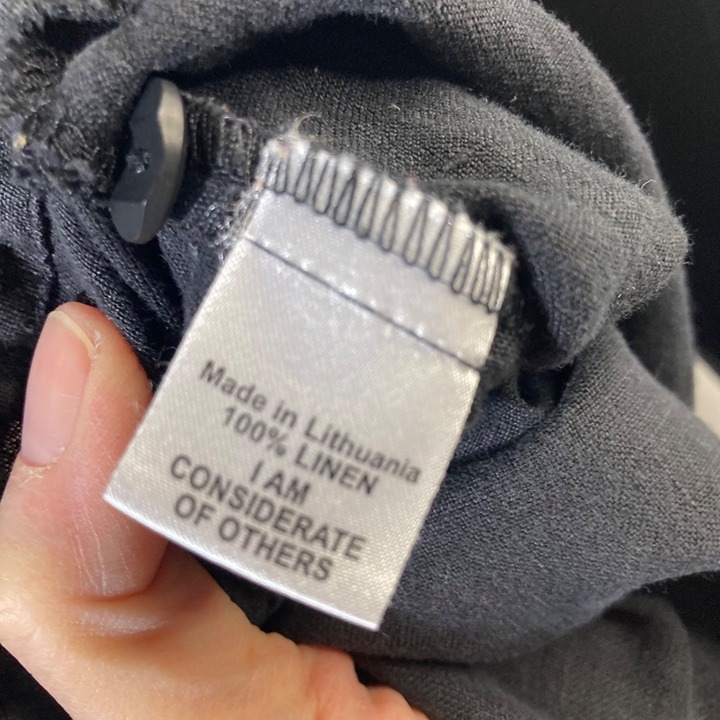 Made in Lithuania
100% LINEN
I AM
CONSIDERATE
OF OTHERS